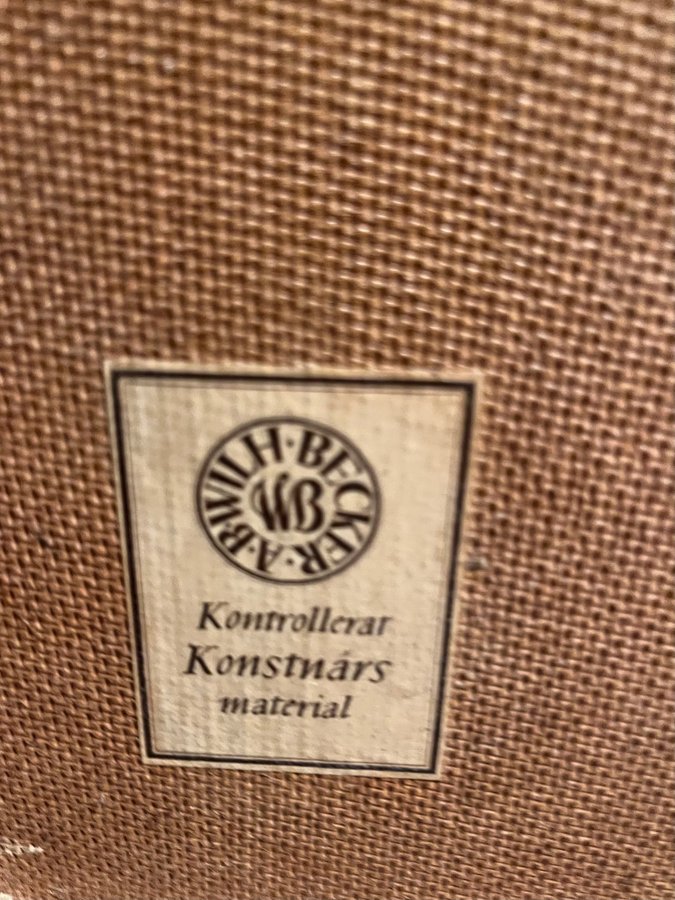 A·B·WILH·BECKER·
WB
Kontrollerat
Konstnärs
material